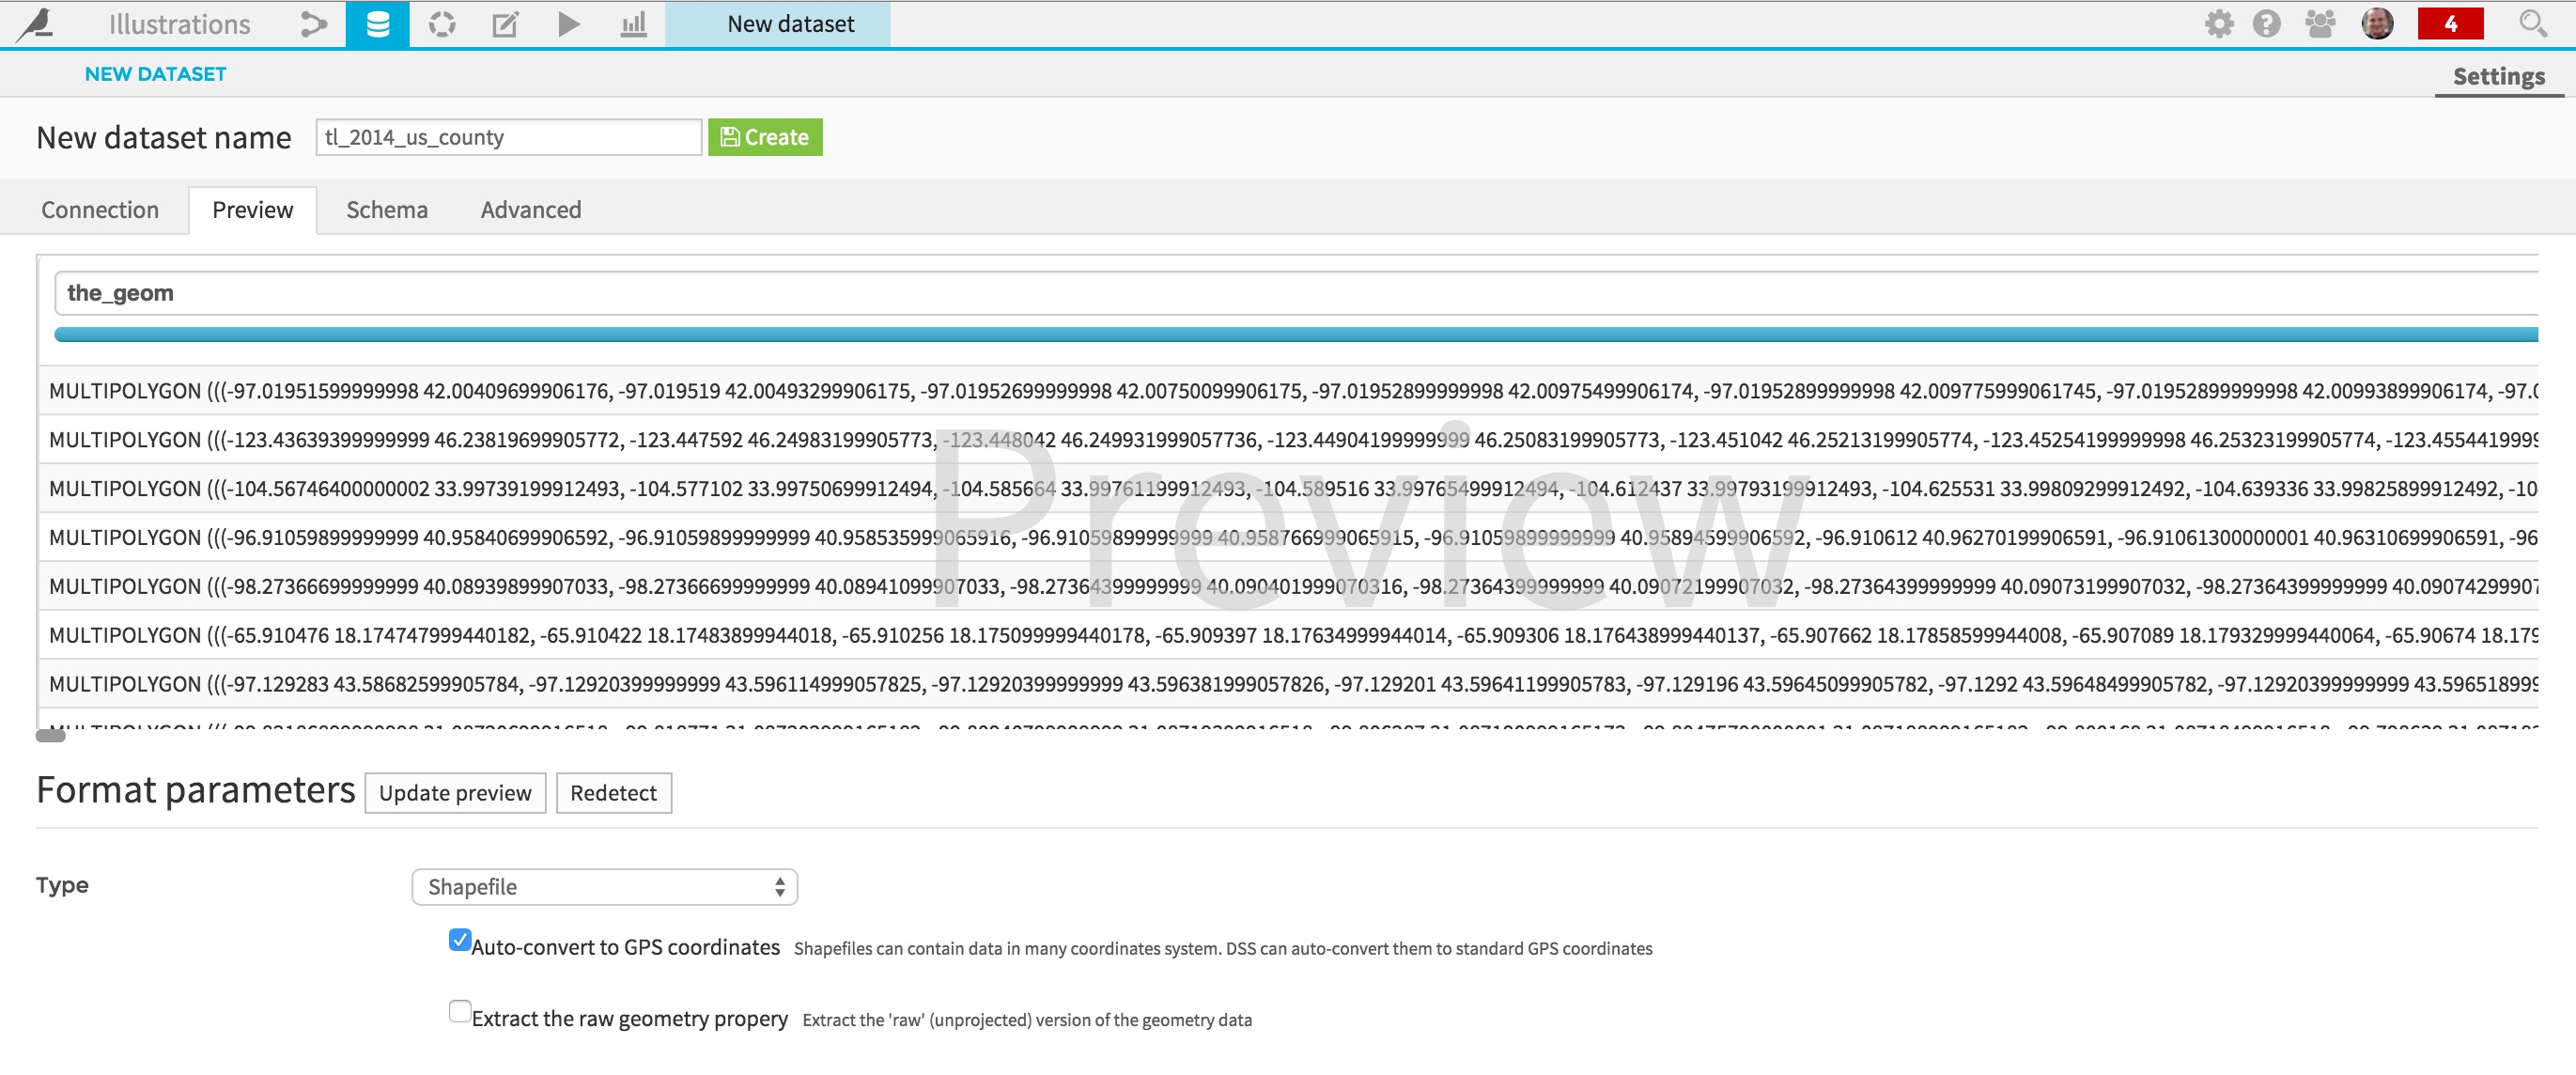 Illustrations New dataset 4
NEW DATASET Settings
New dataset name tl_2014_us_county Create
Connection Preview Schema Advanced
the_geom
MULTIPOLYGON (((-97.01951599999998 42.00409699906176, -97.019519 42.00493299906175, -97.01952699999998 42.00750099906175, -97.01952899999998 42.00975499906174, -97.01952899999998 42.009775999061745, -97.01952899999998 42.00993899906174, -97.0
MULTIPOLYGON (((-123.43639399999999 46.23819699905772, -123.447592 46.24983199905773, -123.448042 46.249931999057736, -123.44904199999999 46.25083199905773, -123.451042 46.25213199905774, -123.45254199999998 46.25323199905774, -123.4554419999
MULTIPOLYGON (((-104.56746400000002 33.99739199912493, -104.577102 33.99750699912494, -104.585664 33.99761199912493, -104.589516 33.99765499912494, -104.612437 33.99793199912493, -104.625531 33.99809299912492, -104.639336 33.99825899912492, -10
MULTIPOLYGON (((-96.91059899999999 40.95840699906592, -96.91059899999999 40.958535999065916, -96.91059899999999 40.958766999065915, -96.91059899999999 40.95894599906592, -96.910612 40.96270199906591, -96.91061300000001 40.96310699906591, -96
MULTIPOLYGON (((-98.27366699999999 40.08939899907033, -98.27366699999999 40.08941099907033, -98.27364399999999 40.090401999070316, -98.27364399999999 40.09072199907032, -98.27364399999999 40.09073199907032, -98.27364399999999 40.0907429990
MULTIPOLYGON (((-65.910476 18.174747999440182, -65.910422 18.17483899944018, -65.910256 18.175099999440178, -65.909397 18.17634999944014, -65.909306 18.176438999440137, -65.907662 18.17858599944008, -65.907089 18.179329999440064, -65.90674 18.179
MULTIPOLYGON (((-97.129283 43.58682599905784, -97.12920399999999 43.596114999057825, -97.12920399999999 43.596381999057826, -97.129201 43.59641199905783, -97.129196 43.59645099905782, -97.1292 43.59648499905782, -97.12920399999999 43.596518999
Preview
Format parameters Update preview Redetect
Type Shapefile
Auto-convert to GPS coordinates Shapefiles can contain data in many coordinates system. DSS can auto-convert them to standard GPS coordinates
Extract the raw geometry propery Extract the 'raw' (unprojected) version of the geometry data